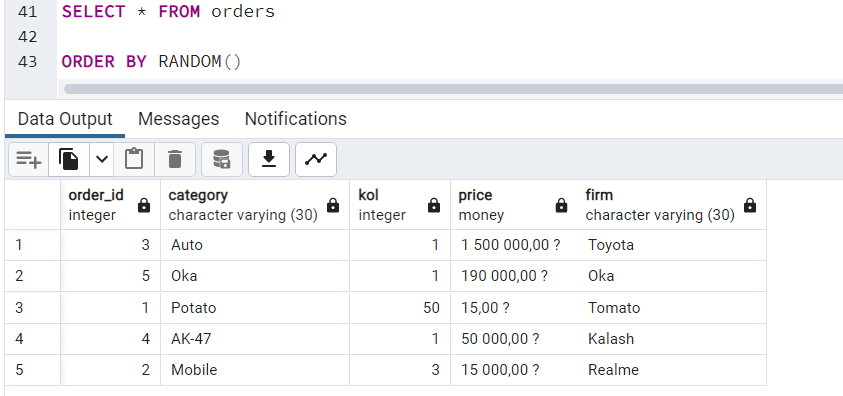 41 SELECT * FROM orders
42
43 ORDER BY RANDOM()
Data Output Messages Notifications
order_id category kol price firm
integer character varying (30) integer money character varying (30)
1 3 Auto 1 1 500 000,00 ? Toyota
2 5 Oka 1 190 000,00 ? Oka
3 1 Potato 50 15,00 ? Tomato
4 4 AK-47 1 50 000,00 ? Kalash
5 2 Mobile 3 15 000,00 ? Realme